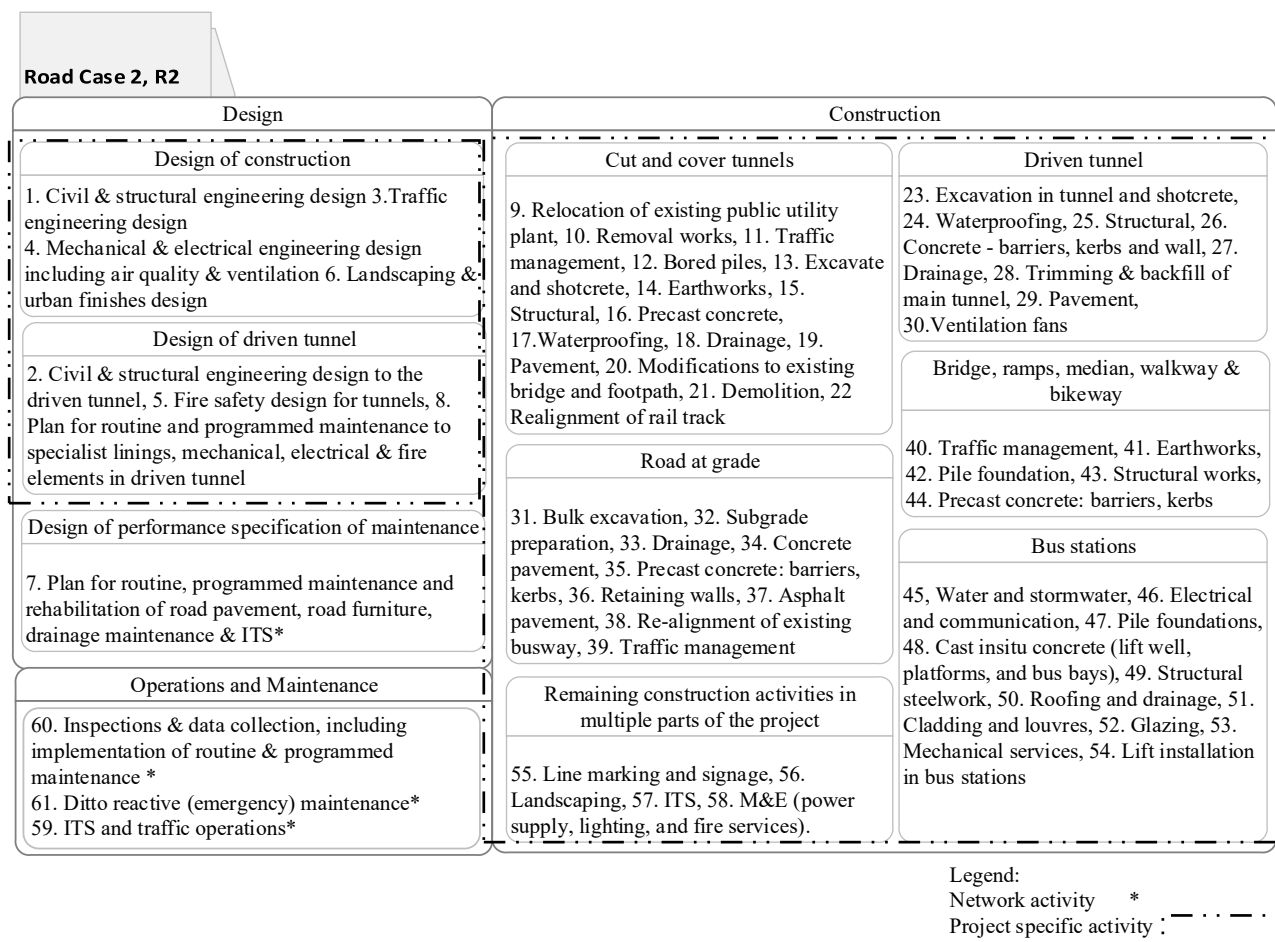 Road Case 2, R2
Design
Design of construction
1. Civil & structural engineering design 3.Traffic
engineering design
4. Mechanical & electrical engineering design
including air quality & ventilation 6. Landscaping &
urban finishes design
Design of driven tunnel
2. Civil & structural engineering design to the
driven tunnel, 5. Fire safety design for tunnels, 8.
Plan for routine and programmed maintenance to
specialist linings, mechanical, electrical & fire
elements in driven tunnel
Design of performance specification of maintenance
7. Plan for routine, programmed maintenance and
rehabilitation of road pavement, road furniture,
drainage maintenance & ITS*
Operations and Maintenance
60. Inspections & data collection, including
implementation of routine & programmed
maintenance *
61. Ditto reactive (emergency) maintenance*
59. ITS and traffic operations*
Construction
Cut and cover tunnels
9. Relocation of existing public utility
plant, 10. Removal works, 11. Traffic
management, 12. Bored piles, 13. Excavate
and shotcrete, 14. Earthworks, 15.
Structural, 16. Precast concrete,
17.Waterproofing, 18. Drainage, 19.
Pavement, 20. Modifications to existing
bridge and footpath, 21. Demolition, 22
Realignment of rail track
Road at grade
31. Bulk excavation, 32. Subgrade
preparation, 33. Drainage, 34. Concrete
pavement, 35. Precast concrete: barriers,
kerbs, 36. Retaining walls, 37. Asphalt
pavement, 38. Re-alignment of existing
busway, 39. Traffic management
Remaining construction activities in
multiple parts of the project
55. Line marking and signage, 56.
Landscaping, 57. ITS, 58. M&E (power
supply, lighting, and fire services).
Driven tunnel
23. Excavation in tunnel and shotcrete,
24. Waterproofing, 25. Structural, 26.
Concrete - barriers, kerbs and wall, 27.
Drainage, 28. Trimming & backfill of
main tunnel, 29. Pavement,
30.Ventilation fans
Bridge, ramps, median, walkway &
bikeway
40. Traffic management, 41. Earthworks,
42. Pile foundation, 43. Structural works,
44. Precast concrete: barriers, kerbs
Bus stations
45, Water and stormwater, 46. Electrical
and communication, 47. Pile foundations,
48. Cast insitu concrete (lift well,
platforms, and bus bays), 49. Structural
steelwork, 50. Roofing and drainage, 51.
Cladding and louvres, 52. Glazing, 53.
Mechanical services, 54. Lift installation
in bus stations
Legend:
Network activity *
Project specific activity :